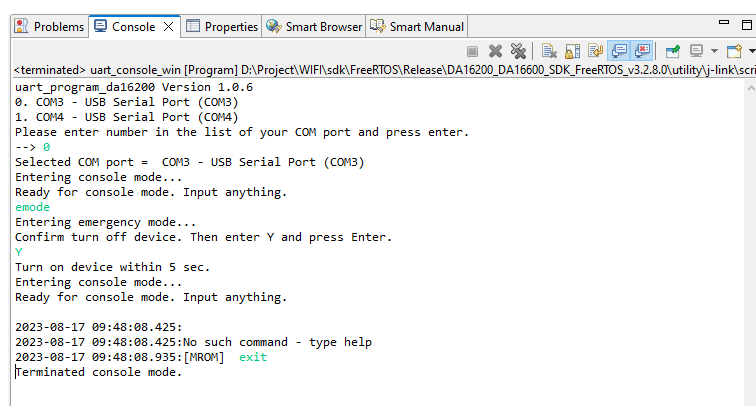 Problems Console Properties Smart Browser Smart Manual
<terminated> uart_console_win [Program] D:\Project\WIFI\sdk\FreeRTOS\Release\DA16200_DA16600_SDK_FreeRTOS_v3.2.8.0\utility\j-link\scri
uart_program_da16200 Version 1.0.6
0. COM3 - USB Serial Port (COM3)
1. COM4 - USB Serial Port (COM4)
Please enter number in the list of your COM port and press enter.
--> 0
Selected COM port =  COM3 - USB Serial Port (COM3)
Entering console mode...
Ready for console mode. Input anything.
emode
Entering emergency mode...
Confirm turn off device. Then enter Y and press Enter.
Y
Turn on device within 5 sec.
Entering console mode...
Ready for console mode. Input anything.
2023-08-17 09:48:08.425:
2023-08-17 09:48:08.425:No such command - type help
2023-08-17 09:48:08.935:[MROM]  exit
Terminated console mode.